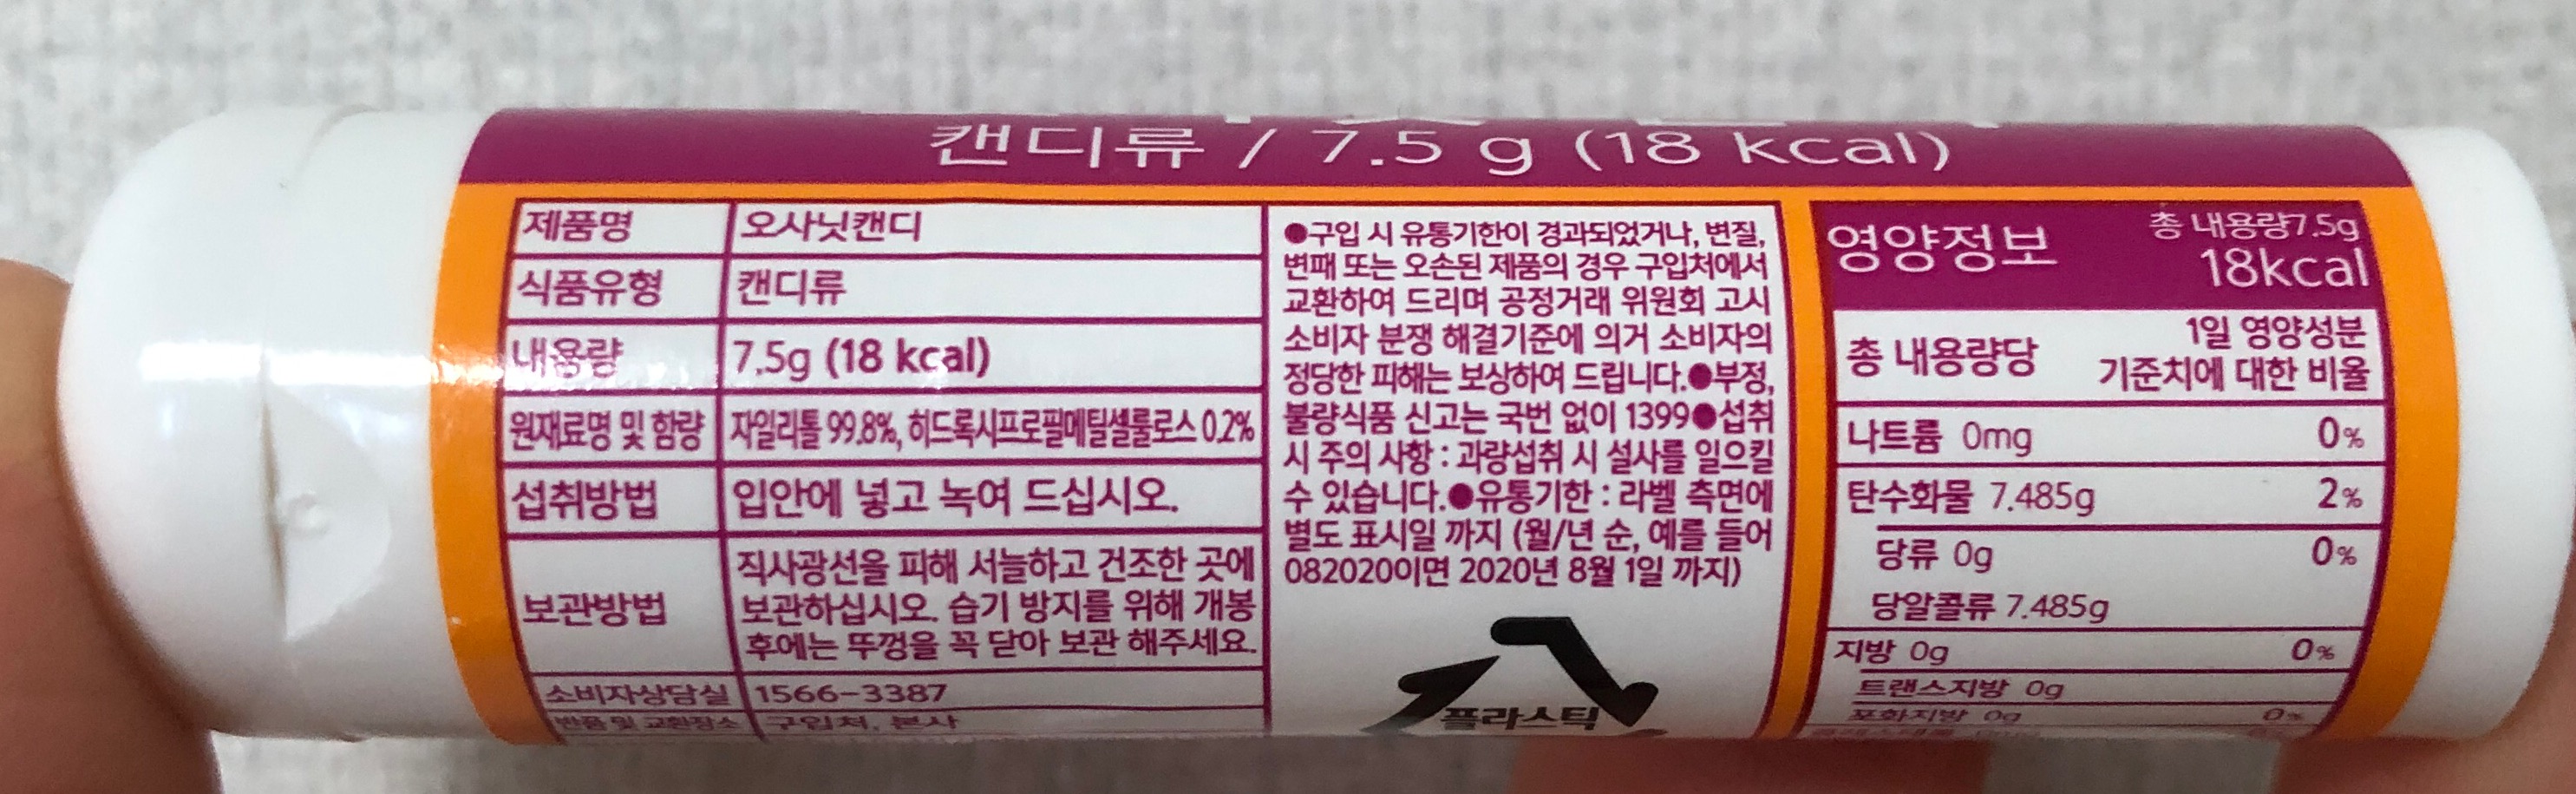 캔디류 / 7.5 g (18 kcal)
제품명 오사닛캔디
식품유형 캔디류
내용량 7.5g (18 kcal)
원재료명 및 함량 자일리톨 99.8%, 히드록시프로필메틸셀룰로스 0.2%
섭취방법 입안에 넣고 녹여 드십시오.
보관방법 직사광선을 피해 서늘하고 건조한 곳에
보관하십시오. 습기 방지를 위해 개봉
후에는 뚜껑을 꼭 닫아 보관 해주세요.
소비자상담실 1566-3387
반품 및 교환장소 구입처, 본사
●구입 시 유통기한이 경과되었거나, 변질,
변패 또는 오손된 제품의 경우 구입처에서
교환하여 드리며 공정거래 위원회 고시
소비자 분쟁 해결기준에 의거 소비자의
정당한 피해는 보상하여 드립니다.●부정,
불량식품 신고는 국번 없이 1399●섭취
시 주의 사항 : 과량섭취 시 설사를 일으킬
수 있습니다.●유통기한 : 라벨 측면에
별도 표시일 까지 (월/년 순, 예를 들어
082020이면 2020년 8월 1일 까지)
플라스틱
영양정보 총 내용량7.5g
18kcal
총 내용량당 1일 영양성분
기준치에 대한 비율
나트륨 0mg 0%
탄수화물 7.485g 2%
당류 0g 0%
당알콜류 7.485g
지방 0g 0%
트랜스지방 0g
포화지방 0g 0%